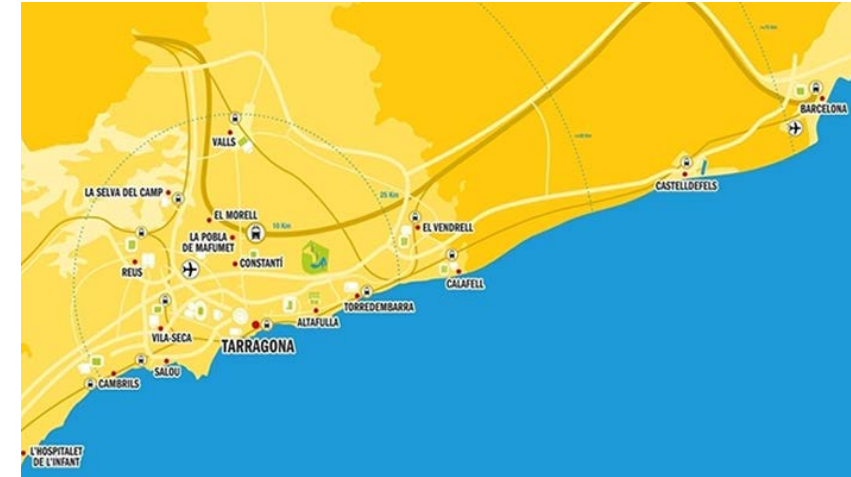 BARCELONA
VALLS
CASTELLDEFELS
LA SELVA DEL CAMP
25 Km
EL MORELL
10 Km
EL VENDRELL
LA POBLA
DE MAFUMET
CONSTANTÍ
REUS
CALAFELL
TORREDEMBARRA
ALTAFULLA
VILA-SECA
TARRAGONA
SALOU
CAMBRILS
L'HOSPITALET
DE L'INFANT